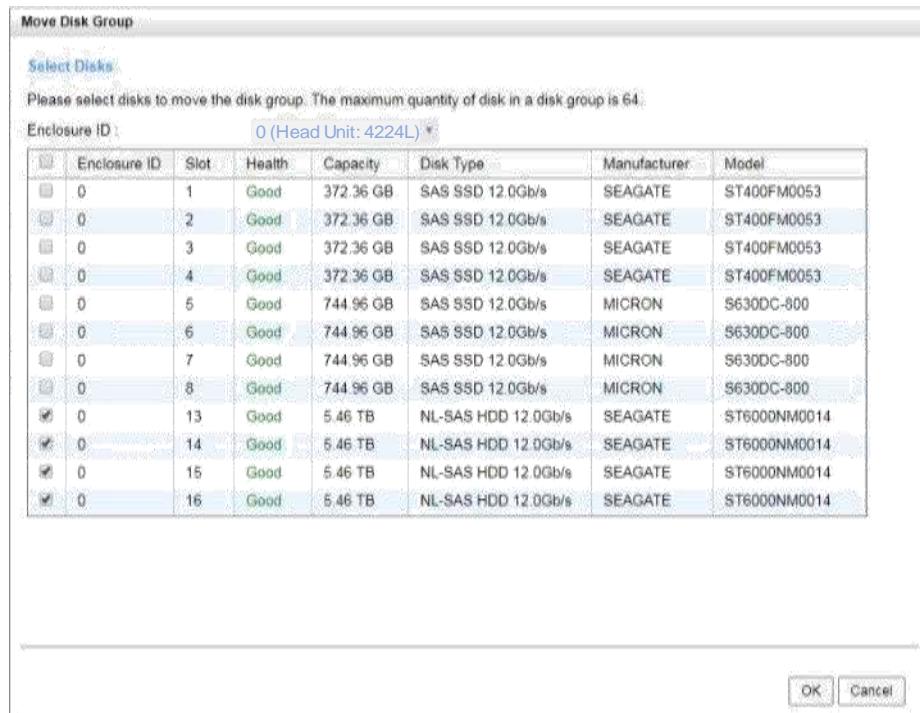 Move Disk Group
Select Disks
Please select disks to move the disk group. The maximum quantity of disk in a disk group is 64.
Enclosure ID : 0 (Head Unit: 4224L)
Enclosure ID Slot Health Capacity Disk Type Manufacturer Model
0 1 Good 372.36 GB SAS SSD 12.0Gb/s SEAGATE ST400FM0053
0 2 Good 372.36 GB SAS SSD 12.0Gb/s SEAGATE ST400FM0053
0 3 Good 372.36 GB SAS SSD 12.0Gb/s SEAGATE ST400FM0053
0 4 Good 372.36 GB SAS SSD 12.0Gb/s SEAGATE ST400FM0053
0 5 Good 744.96 GB SAS SSD 12.0Gb/s MICRON S630DC-800
0 6 Good 744.96 GB SAS SSD 12.0Gb/s MICRON S630DC-800
0 7 Good 744.96 GB SAS SSD 12.0Gb/s MICRON S630DC-800
0 8 Good 744.96 GB SAS SSD 12.0Gb/s MICRON S630DC-800
0 13 Good 5.46 TB NL-SAS HDD 12.0Gb/s SEAGATE ST6000NM0014
0 14 Good 5.46 TB NL-SAS HDD 12.0Gb/s SEAGATE ST6000NM0014
0 15 Good 5.46 TB NL-SAS HDD 12.0Gb/s SEAGATE ST6000NM0014
0 16 Good 5.46 TB NL-SAS HDD 12.0Gb/s SEAGATE ST6000NM0014
OK Cancel